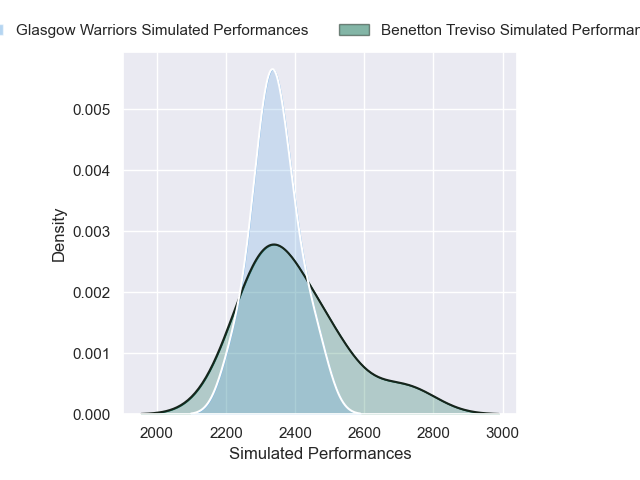 Glasgow Warriors Simulated Performances
Benetton Treviso Simulated
0.005
0.004
0.003
0.002
0.001
0.000
Density
2000 2200 2400 2600 2800 3000
Simulated Performances